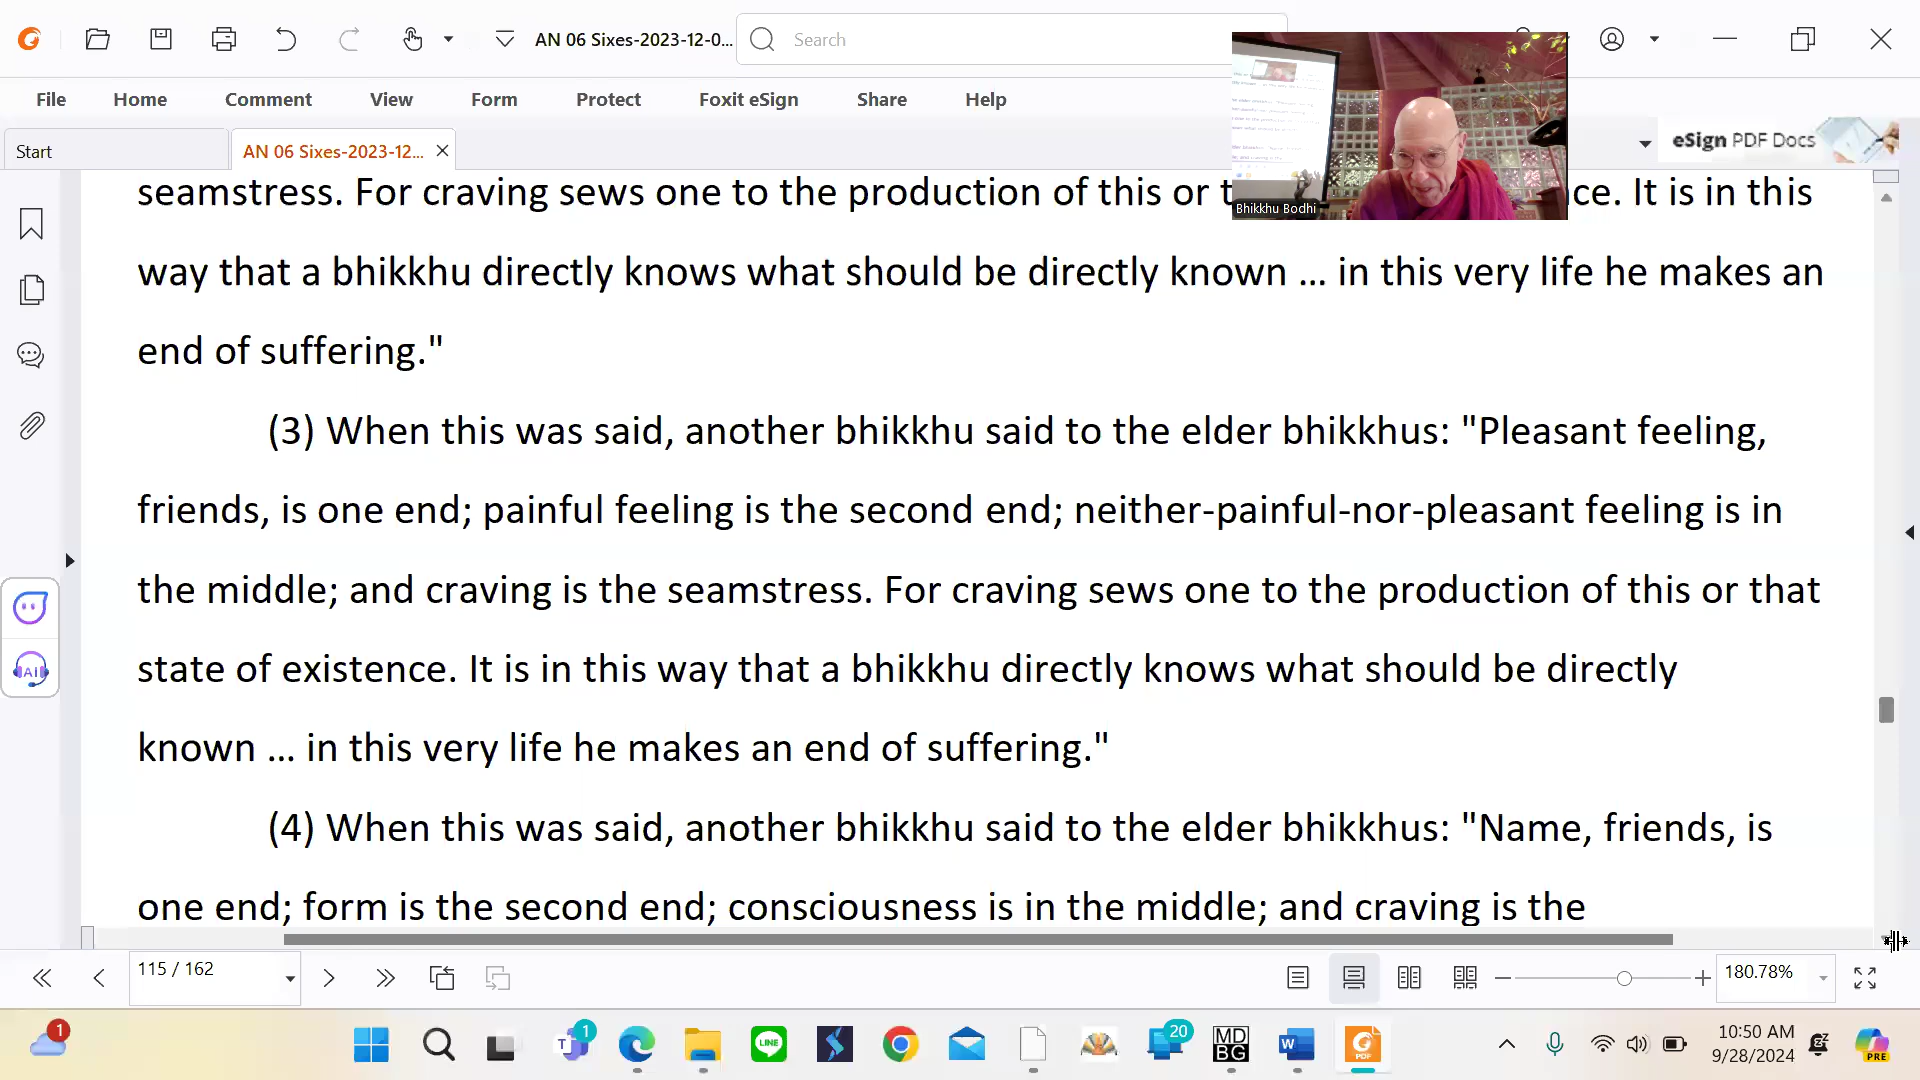 AN 06 Sixes-2023-12-0...
Search
File Home Comment View Form Protect Foxit eSign Share Help
Start
AN 06 Sixes-2023-12...
eSign PDF Docs
Bhikkhu Bodhi
seamstress. For craving sews one to the production of this or t ce. It is in this
way that a bhikkhu directly knows what should be directly known ... in this very life he makes an
end of suffering."
(3) When this was said, another bhikkhu said to the elder bhikkhus: "Pleasant feeling,
friends, is one end; painful feeling is the second end; neither-painful-nor-pleasant feeling is in
the middle; and craving is the seamstress. For craving sews one to the production of this or that
state of existence. It is in this way that a bhikkhu directly knows what should be directly
known ... in this very life he makes an end of suffering."
(4) When this was said, another bhikkhu said to the elder bhikkhus: "Name, friends, is
one end; form is the second end; consciousness is in the middle; and craving is the
AI
115 / 162
180.78%
1
1
LINE
20
MD
BG
W
PDF
10:50 AM
9/28/2024
PRE